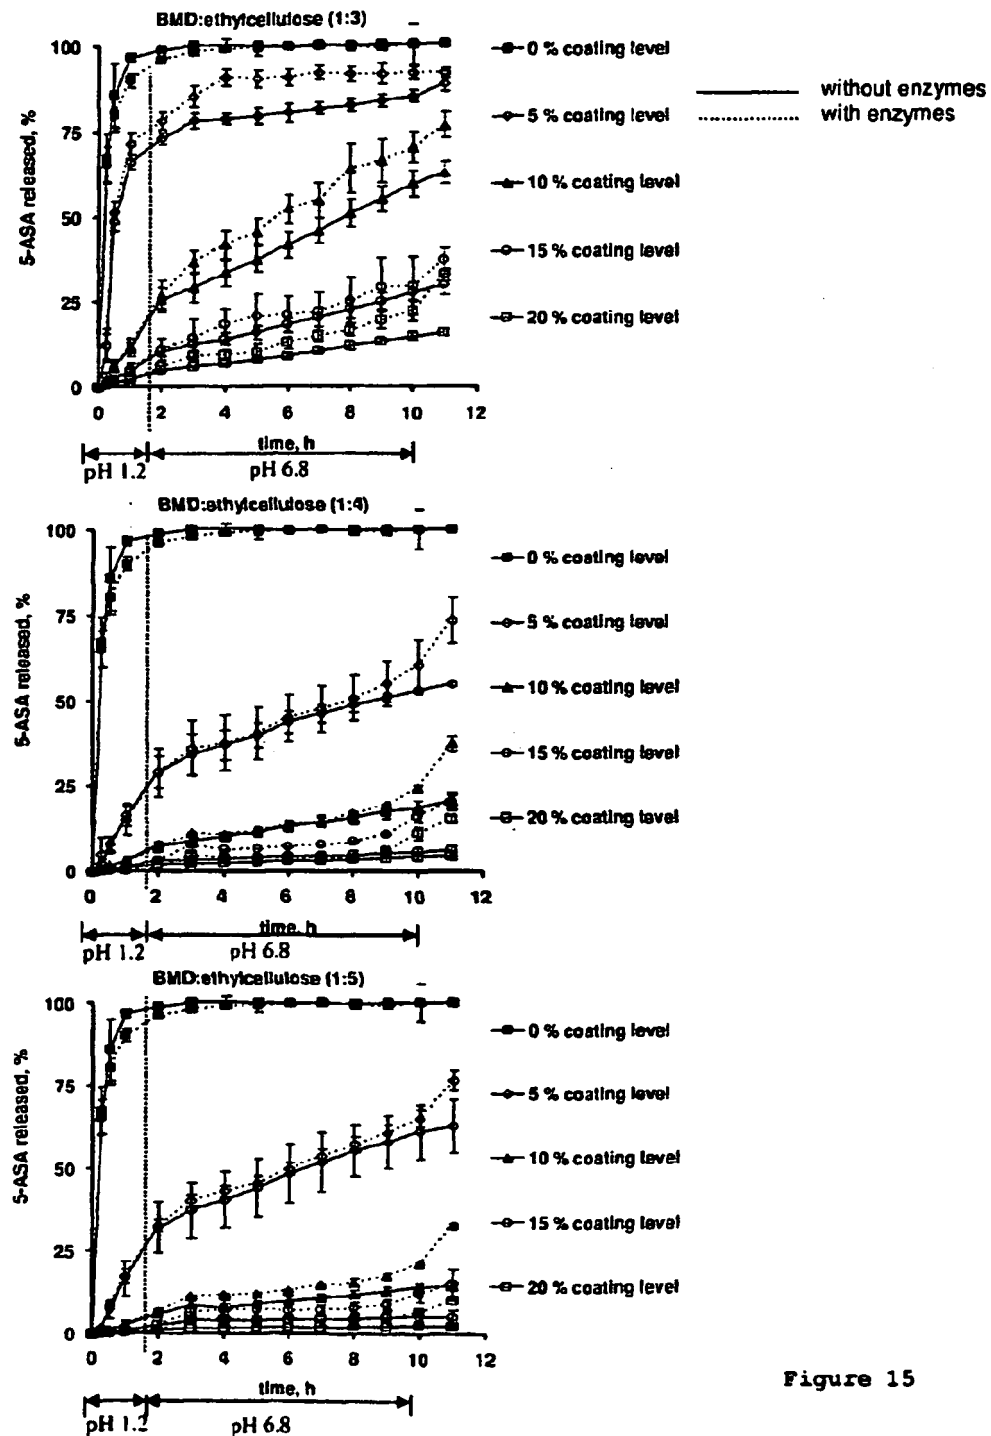 BMD:ethylcellulose (1:3)
5-ASA released, %
100
75
50
25
0
0 2 4 6 8 10 12
time, h
pH 1.2 pH 6.8
0 % coating level
5 % coating level
10 % coating level
15 % coating level
20 % coating level
without enzymes
with enzymes
BMD:ethylcellulose (1:4)
5-ASA released, %
100
75
50
25
0
0 2 4 6 8 10 12
time, h
pH 1.2 pH 6.8
0 % coating level
5 % coating level
10 % coating level
15 % coating level
20 % coating level
BMD:ethylcellulose (1:5)
5-ASA released, %
100
75
50
25
0
0 2 4 6 8 10 12
time, h
pH 1.2 pH 6.8
0 % coating level
5 % coating level
10 % coating level
15 % coating level
20 % coating level
Figure 15